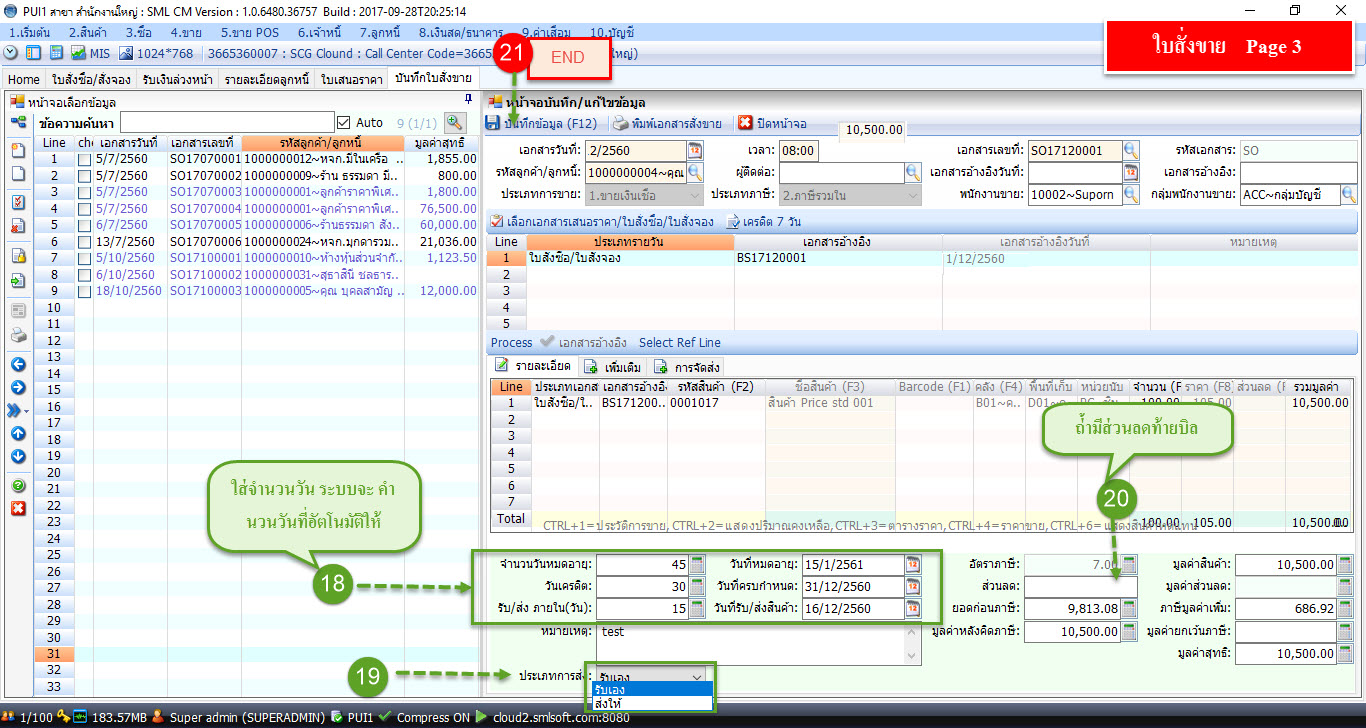 PUI1 สาขา สำนักงานใหญ่ : SML CM Version : 1.0.6480.36757 Build : 2017-09-28T20:25:14
1.เริ่มต้น 2.สินค้า 3.ซื้อ 4.ขาย 5.ขาย POS 6.เจ้าหนี้ 7.ลูกหนี้ 8.เงินสด/ธนาคาร 9.ค่าเสื่อม 10.บัญชี
MIS 1024*768 3665360007 : SCG Clound : Call Center Code=3665
ใบสั่งขาย Page 3
21
END
Home ใบสั่งซื้อ/สั่งจอง รับเงินล่วงหน้า รายละเอียดลูกหนี้ ใบเสนอราคา บันทึกใบสั่งขาย
หน้าจอเลือกข้อมูล
ข้อความค้นหา Auto 9 (1/1)
Line che เอกสารวันที่ เอกสารเลขที่ รหัสลูกค้า/ลูกหนี้ มูลค่าสุทธิ
1 5/7/2560 SO17070001 1000000012~หจก.มีในเครือ .. 1,855.00
2 5/7/2560 SO17070002 1000000009~ร้าน ธรรมดา มี.. 800.00
3 5/7/2560 SO17070003 1000000001~ลูกค้าราคาพิเศ.. 1,800.00
4 5/7/2560 SO17070004 1000000001~ลูกค้าราคาพิเศ.. 76,500.00
5 6/7/2560 SO17070005 1000000006~ร้านธรรมดา สัง.. 60,000.00
6 13/7/2560 SO17070006 1000000024~หจก.มุกดารวม... 21,036.00
7 5/10/2560 SO17100001 1000000010~ห้างหุ้นส่วนจำกั.. 1,123.50
8 6/10/2560 SO17100002 1000000031~สุธาสินี ชลธาร..
9 18/10/2560 SO17100003 1000000005~คุณ บุคลสามัญ .. 12,000.00
10
11
12
13
14
15
16
17
18
19
20
21
22
23
24
25
26
27
28
29
30
31
32
33
หน้าจอบันทึก/แก้ไขข้อมูล
บันทึกข้อมูล (F12) พิมพ์เอกสารสั่งขาย ปิดหน้าจอ 10,500.00
เอกสารวันที่: 2/2560 เวลา: 08:00 เอกสารเลขที่: SO17120001 รหัสเอกสาร: SO
รหัสลูกค้า/ลูกหนี้: 1000000004~คุณ ผู้ติดต่อ: เอกสารอ้างอิงวันที่: เอกสารอ้างอิง:
ประเภทการขาย: 1.ขายเงินเชื่อ ประเภทภาษี: 2.ภาษีรวมใน พนักงานขาย: 10002~Suporn กลุ่มพนักงานขาย: ACC~กลุ่มบัญชี
เลือกเอกสารเสนอราคา/ใบสั่งซื้อ/ใบสั่งจอง เครดิต 7 วัน
Line ประเภทรายวัน เอกสารอ้างอิง เอกสารอ้างอิงวันที่ หมายเหตุ
1 ใบสั่งซื้อ/ใบสั่งจอง BS17120001 1/12/2560
2
3
4
5
Process เอกสารอ้างอิง Select Ref Line
รายละเอียด เพิ่มเติม การจัดส่ง
Line ประเภทเอกส เอกสารอ้างอิ รหัสสินค้า (F2) ชื่อสินค้า (F3) Barcode (F1) คลัง (F4) พื้นที่เก็บ หน่วยนับ จำนวน (F ราคา (F8) ส่วนลด (F รวมมูลค่า
1 ใบสั่งซื้อ/ใ.. BS171200... 0001017 สินค้า Price std 001 B01~ค.. 10,500.00
2
3
4
5
6
7
Total 100.00 105.00 10,500.00
CTRL+1=ประวัติการขาย, CTRL+2=แสดงปริมาณคงเหลือ,CTRL+3=ตารางราคา,CTRL+4=ราคาขาย,CTRL+6=แสดงสินค้าทดแทน
ถ้ามีส่วนลดท้ายบิล
20
ใส่จำนวนวัน ระบบจะ คำ
นวนวันที่อัตโนมัติให้
18
จำนวนวันหมดอายุ: 45 วันที่หมดอายุ: 15/1/2561 อัตราภาษี: 7.00 มูลค่าสินค้า: 10,500.00
วันเครดิต: 30 วันที่ครบกำหนด: 31/12/2560 ส่วนลด: มูลค่าส่วนลด:
รับ/ส่ง ภายใน(วัน): 15 วันที่รับ/ส่งสินค้า: 16/12/2560 ยอดก่อนภาษี: 9,813.08 ภาษีมูลค่าเพิ่ม: 686.92
หมายเหตุ: test มูลค่าหลังคิดภาษี: 10,500.00 มูลค่ายกเว้นภาษี:
มูลค่าสุทธิ: 10,500.00
19
ประเภทการส่ง: รับเอง
รับเอง
ส่งให้
1/100 183.57MB Super admin (SUPERADMIN) PUI1 Compress ON cloud2.smlsoft.com:8080